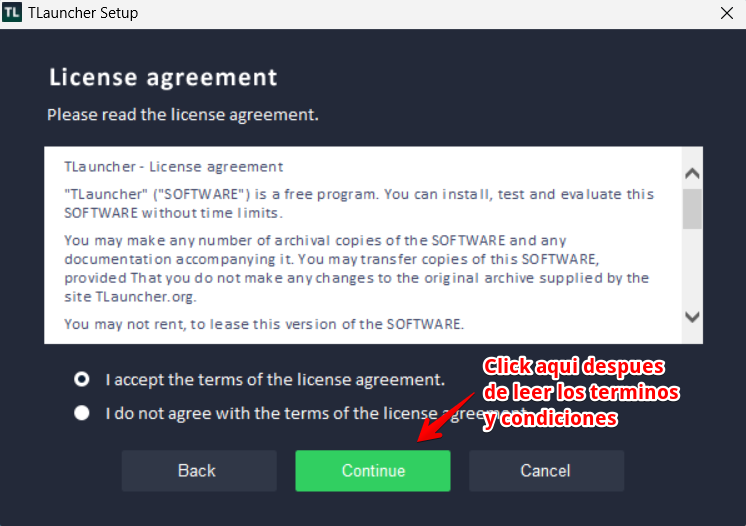 TL TLauncher Setup
License agreement
Please read the license agreement.
TLauncher - License agreement
"TLauncher" ("SOFTWARE") is a free program. You can install, test and evaluate this
SOFTWARE without time limits.
You may make any number of archival copies of the SOFTWARE and any
documentation accompanying it. You may transfer copies of this SOFTWARE,
provided That you do not make any changes to the original archive supplied by the
site TLauncher.org.
You may not rent, to lease this version of the SOFTWARE.
I accept the terms of the license agreement.
I do not agree with the terms of the license agreement.
Click aqui despues
de leer los terminos
y condiciones
Back
Continue
Cancel